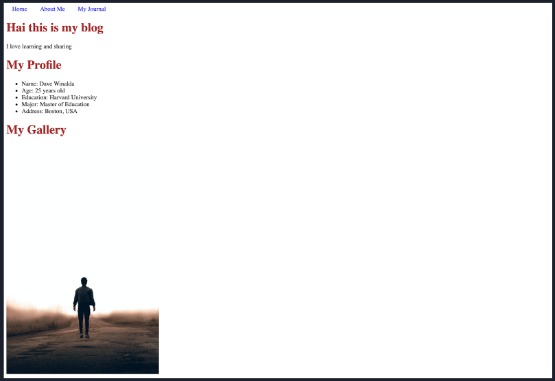 Home About Me My Journal
Hai this is my blog
I love learning and sharing
My Profile
Name: Dave Winalda
Age: 25 years old
Education: Harvard University
Major: Master of Education
Address: Boston, USA
My Gallery